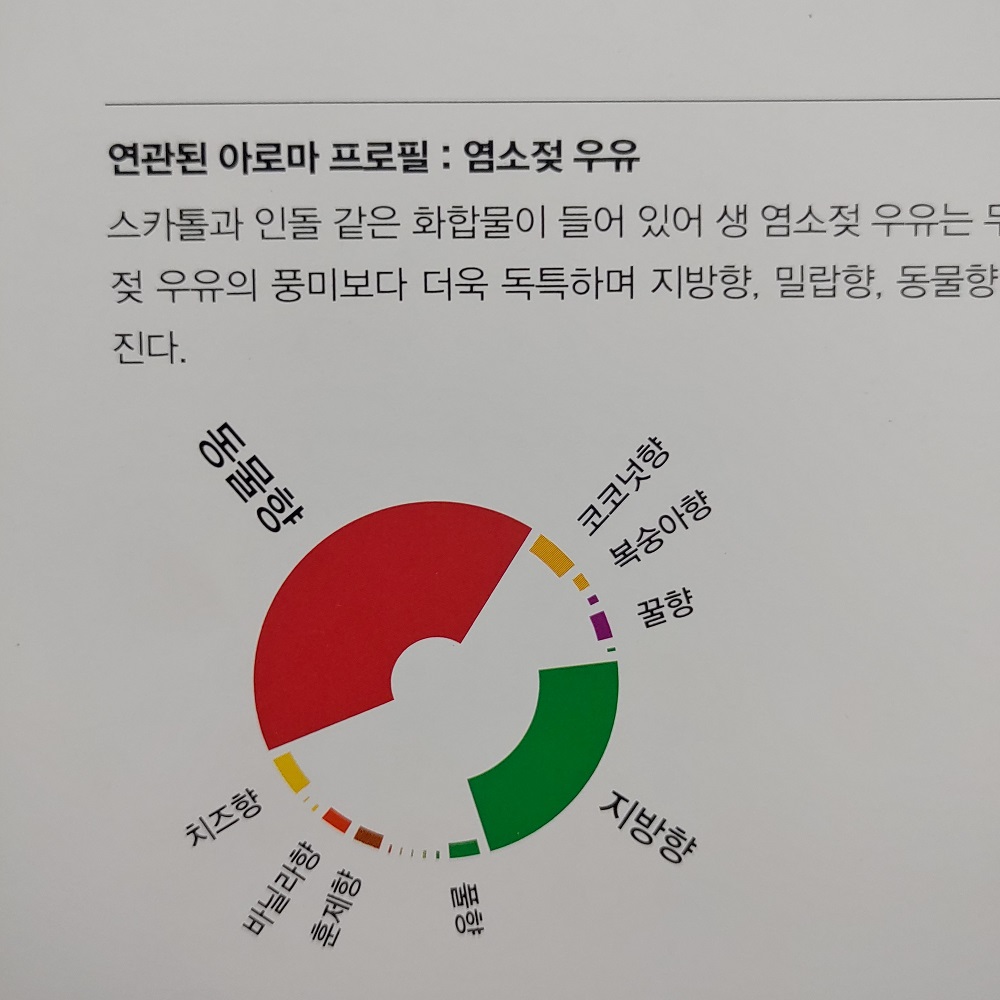 연관된 아로마 프로필 : 염소젖 우유
스카톨과 인돌 같은 화합물이 들어 있어 생 염소젖 우유는
젖 우유의 풍미보다 더욱 독특하며 지방향, 밀랍향, 동물향
진다.
동물향
코코넛향
복숭아향
꿀향
지방향
풀향
훈제향
바닐라향
치즈향